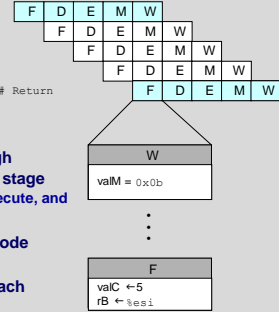 F D E M W
F D E M W
F D E M W
F D E M W
# Return F D E M W
W
gh
stage
valM = 0x0b
ecute, and
ode
F
ach
valC ←5
rB ← %esi